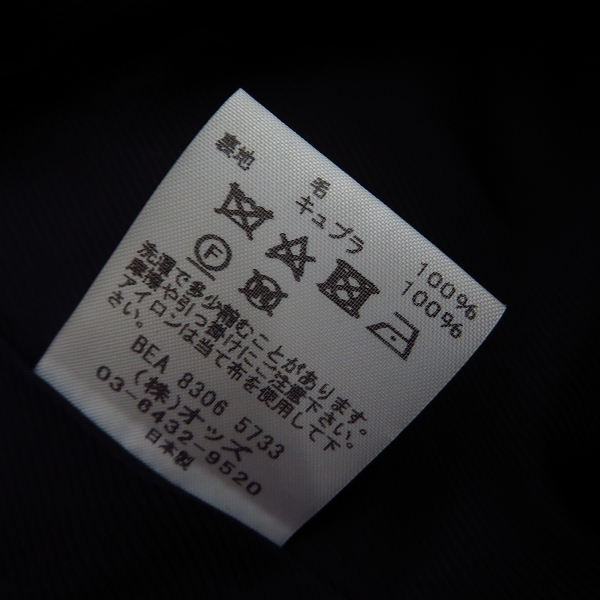 毛 100%
裏地 キュプラ 100%
F
W
洗濯で多少縮むことがあります。
摩擦や引っ掛けにご注意下さい。
アイロンは当て布を使用して下
さい。
BEA 8306 5733
(株)オッズ
03-6432-9520
日本製